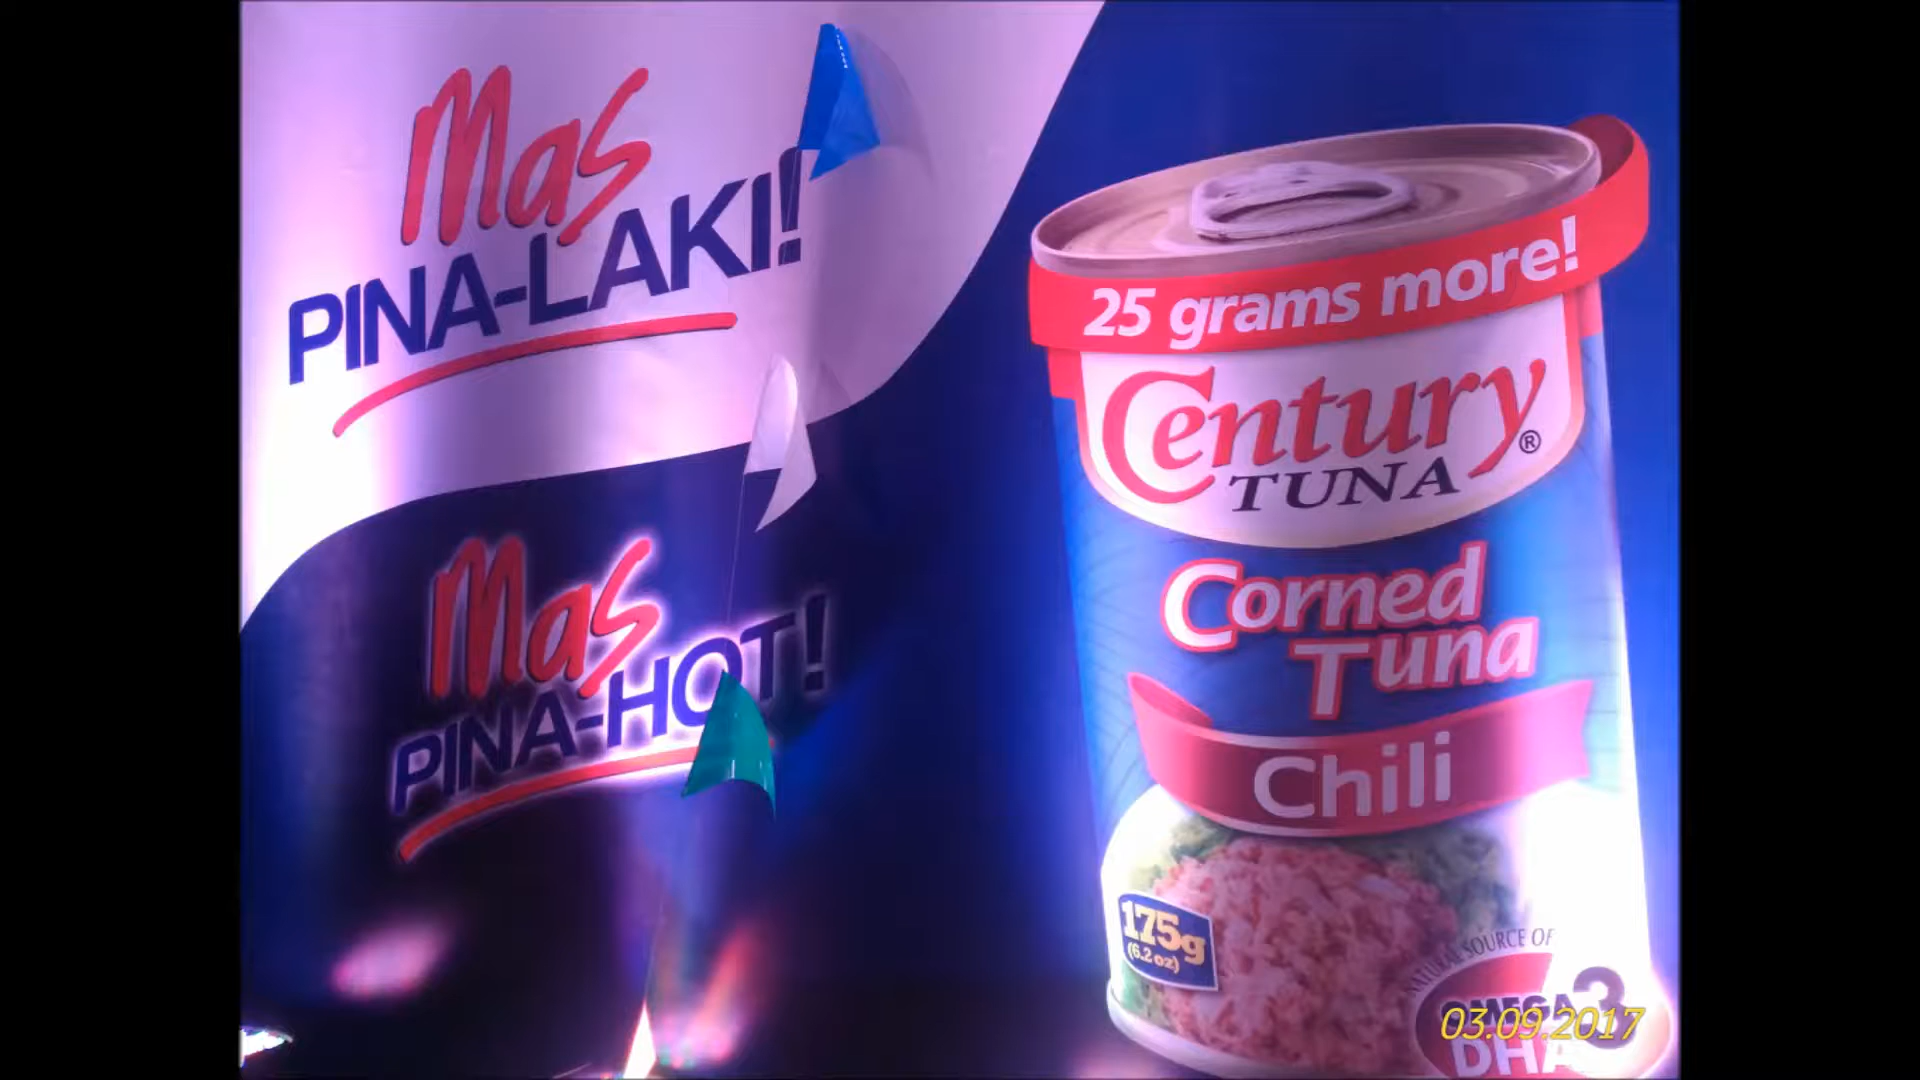 Mas
PINA-LAKI!
Mas
PINA-HOT!
25 grams more!
Century®
TUNA
Corned
Tuna
Chili
175g
(6.2 oz)
NATURAL SOURCE OF
OMEGA 3
DHA
03.09.2017